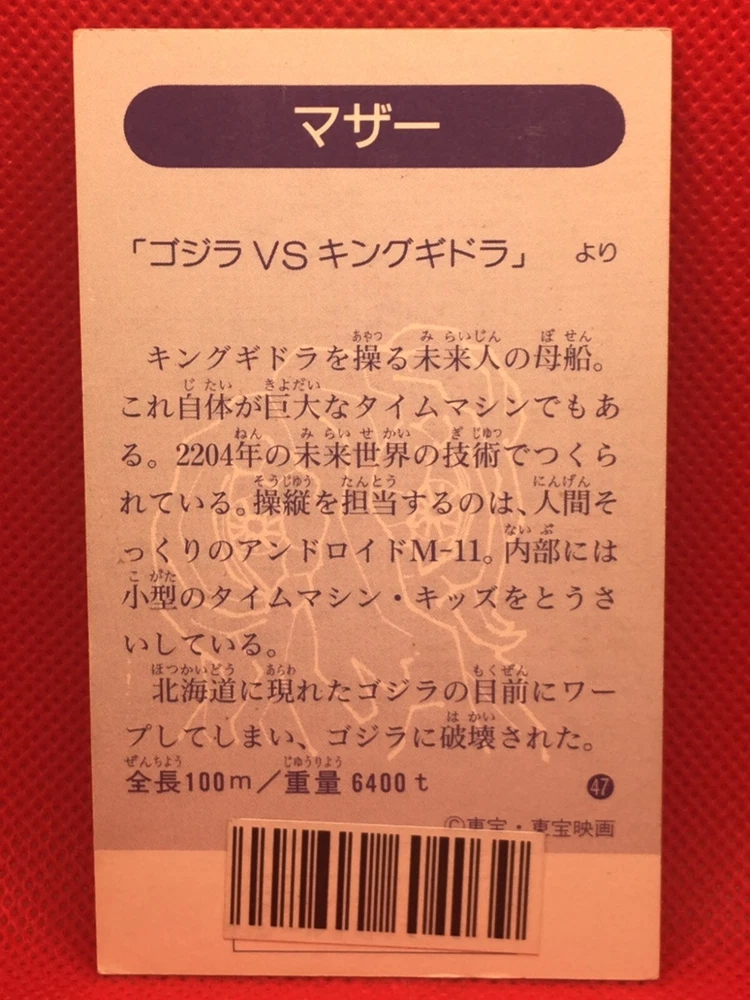 マザー
「ゴジラVSキングギドラ」 より
キングギドラを操る未来人の母船。
これ自体が巨大なタイムマシンでもあ
る。2204年の未来世界の技術でつくら
れている。操縦を担当するのは、人間そ
っくりのアンドロイドM-11。内部には
小型のタイムマシン・キッズをとうさ
いしている。
北海道に現れたゴジラの目前にワー
プしてしまい、ゴジラに破壊された。
全長100m／重量 6400t
47
©東宝・東宝映画